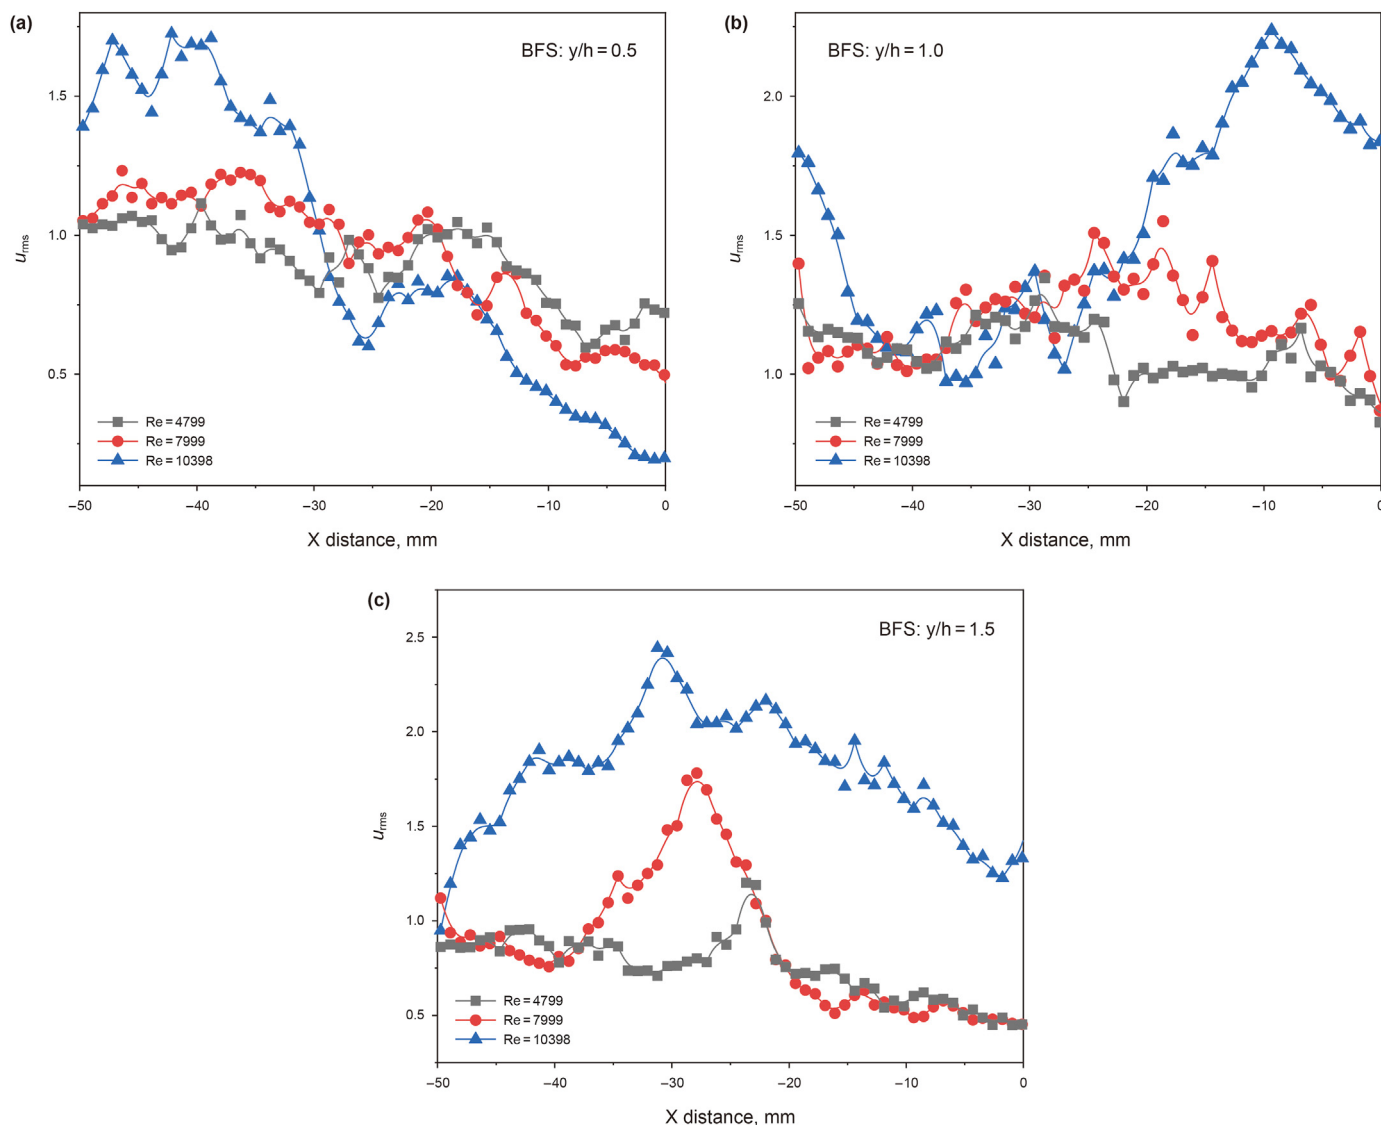 (a)
BFS: y/h = 0.5
1.5
1.0
0.5
u rms
Re = 4799
Re = 7999
Re = 10398
–50
–40
–30
–20
–10
0
X distance, mm
(b)
BFS: y/h = 1.0
2.0
1.5
1.0
u rms
Re = 4799
Re = 7999
Re = 10398
–50
–40
–30
–20
–10
0
X distance, mm
(c)
BFS: y/h = 1.5
2.5
2.0
1.5
1.0
0.5
u rms
Re = 4799
Re = 7999
Re = 10398
–50
–40
–30
–20
–10
0
X distance, mm